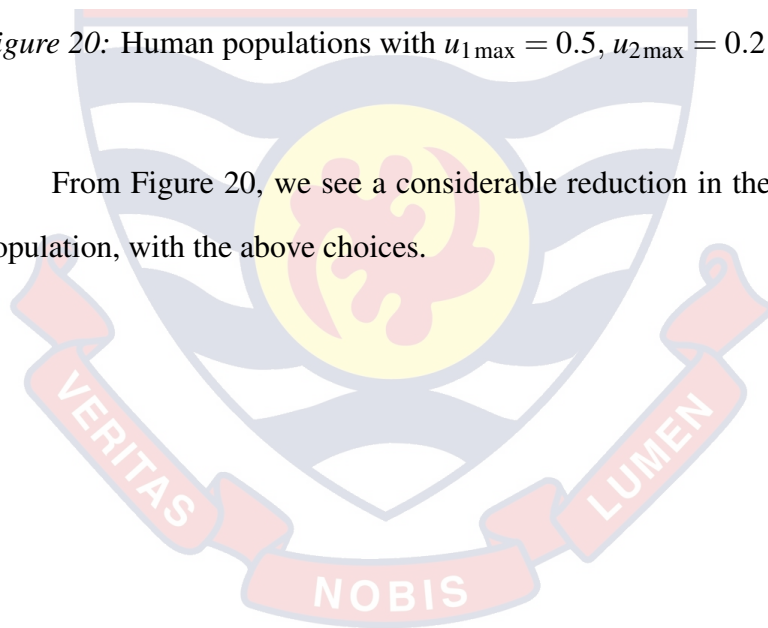 igure 20: Human populations with u1 max = 0.5, u2 max = 0.2
From Figure 20, we see a considerable reduction in the
opulation, with the above choices.
VERITAS
NOBIS
LUMEN